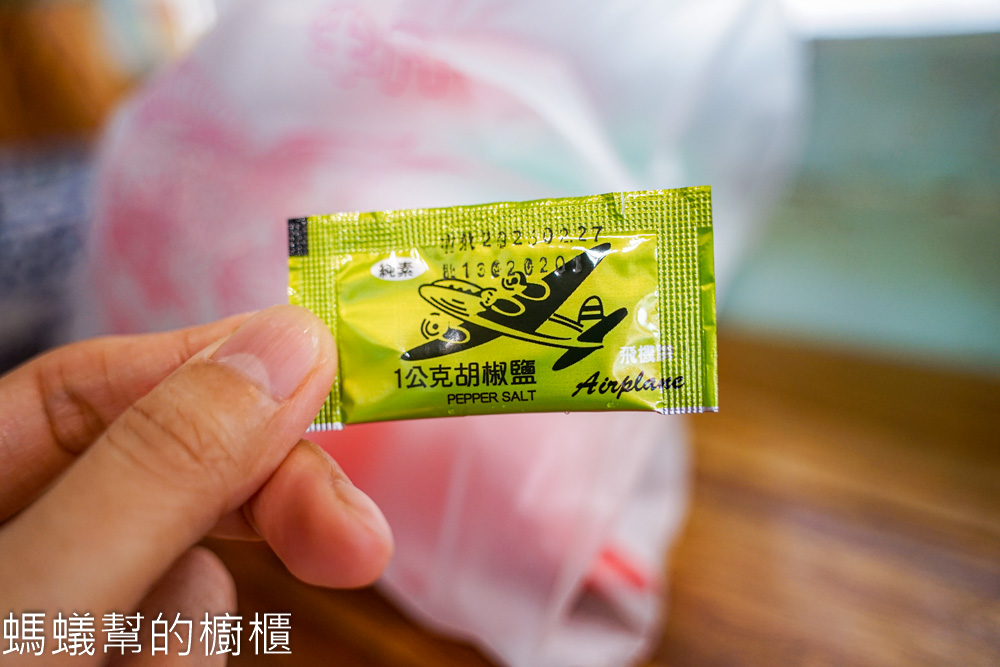 純素
1公克胡椒鹽
PEPPER SALT
飛機牌
Airplane
螞蟻幫的櫥櫃